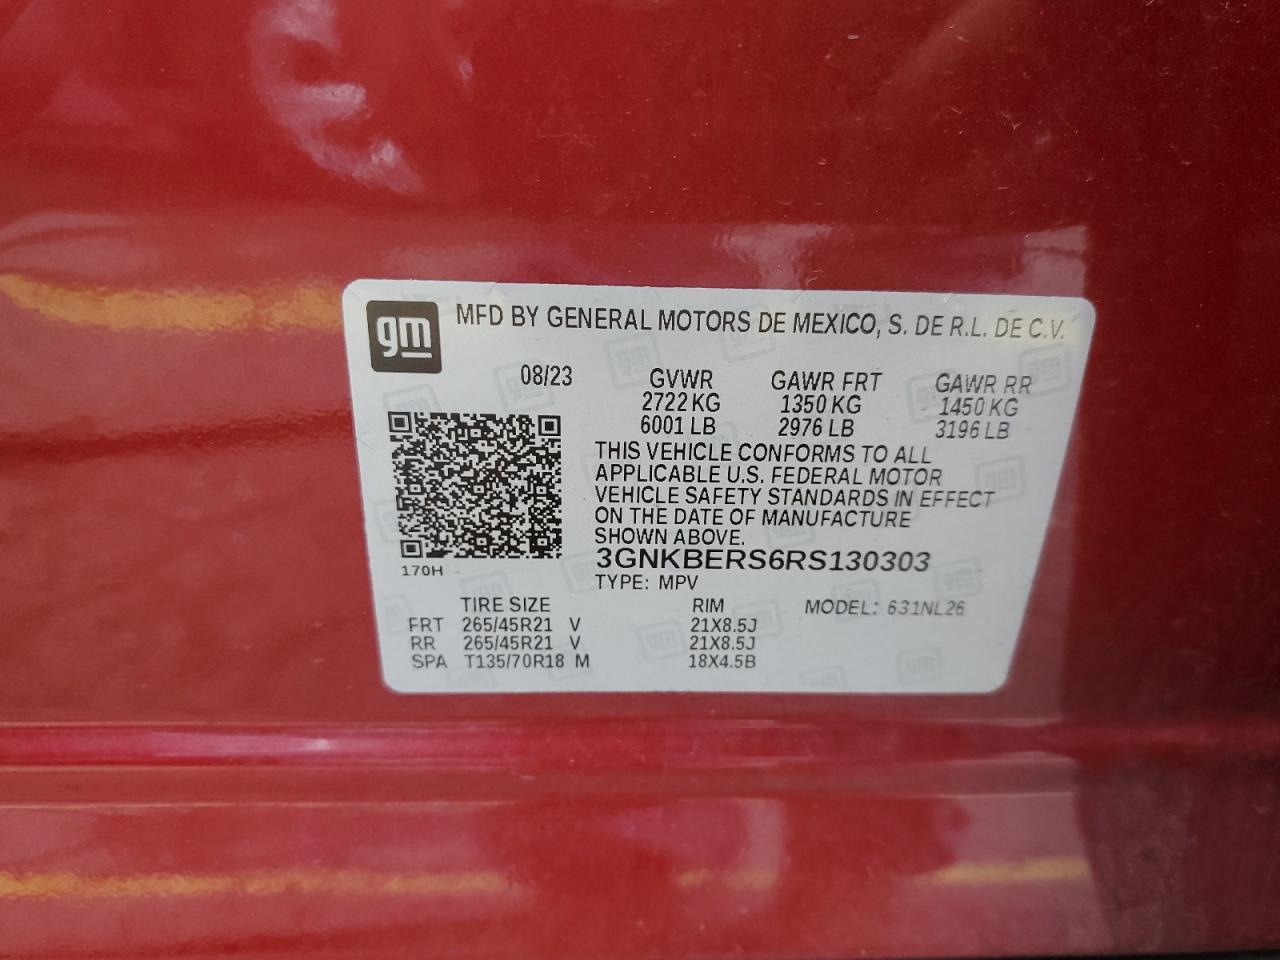 gm MFD BY GENERAL MOTORS DE MEXICO, S. DE R.L. DE C.V.
08/23 GVWR GAWR FRT GAWR RR
2722 KG 1350 KG 1450 KG
6001 LB 2976 LB 3196 LB
THIS VEHICLE CONFORMS TO ALL
APPLICABLE U.S. FEDERAL MOTOR
VEHICLE SAFETY STANDARDS IN EFFECT
ON THE DATE OF MANUFACTURE
SHOWN ABOVE.
3GNKBERS6RS130303
170H
TYPE: MPV
TIRE SIZE RIM MODEL: 631NL26
FRT 265/45R21 V 21X8.5J
RR 265/45R21 V 21X8.5J
SPA T135/70R18 M 18X4.5B